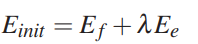 E_init = E_f + λE_e